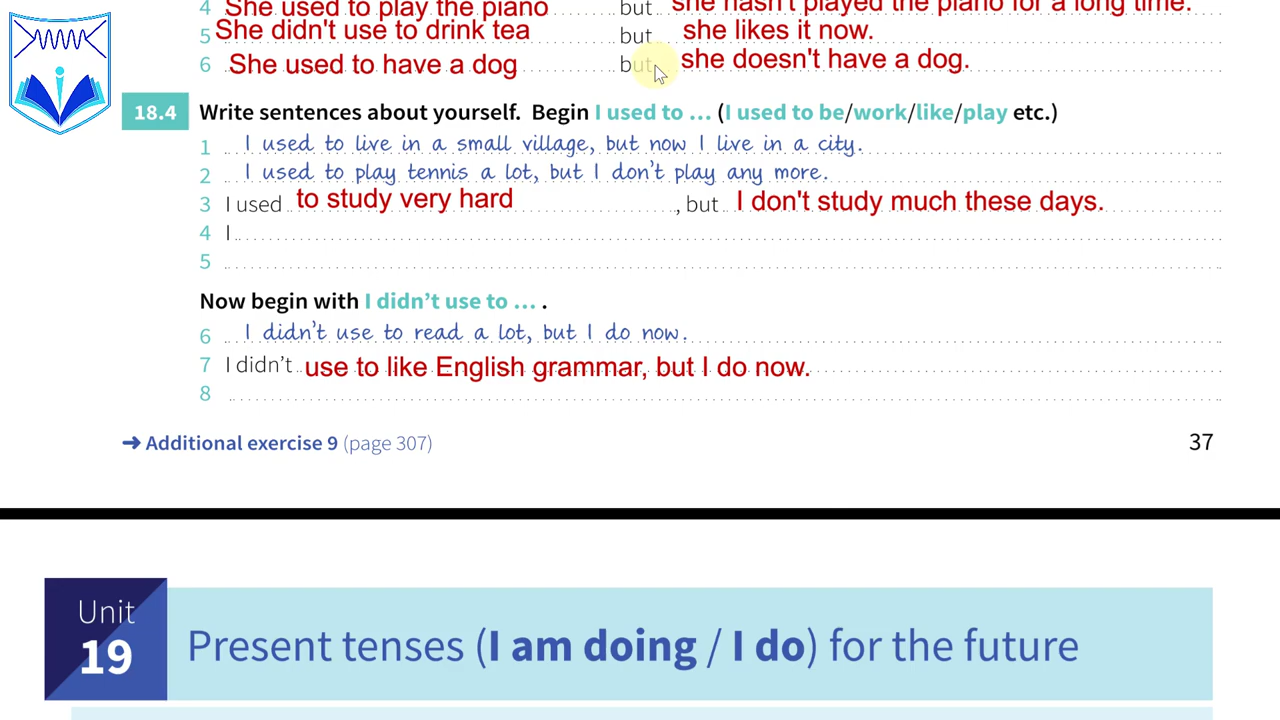 4 She used to play the piano but she hasn't played the piano for a long time.
5 She didn't use to drink tea but she likes it now.
6 She used to have a dog but she doesn't have a dog.
18.4 Write sentences about yourself. Begin I used to ... (I used to be/work/like/play etc.)
1 I used to live in a small village, but now I live in a city.
2 I used to play tennis a lot, but I don't play any more.
3 I used to study very hard , but I don't study much these days.
4 I
5
Now begin with I didn't use to ... .
6 I didn't use to read a lot, but I do now.
7 I didn't use to like English grammar, but I do now.
8
➜ Additional exercise 9 (page 307) 37
Unit
19
Present tenses (I am doing / I do) for the future